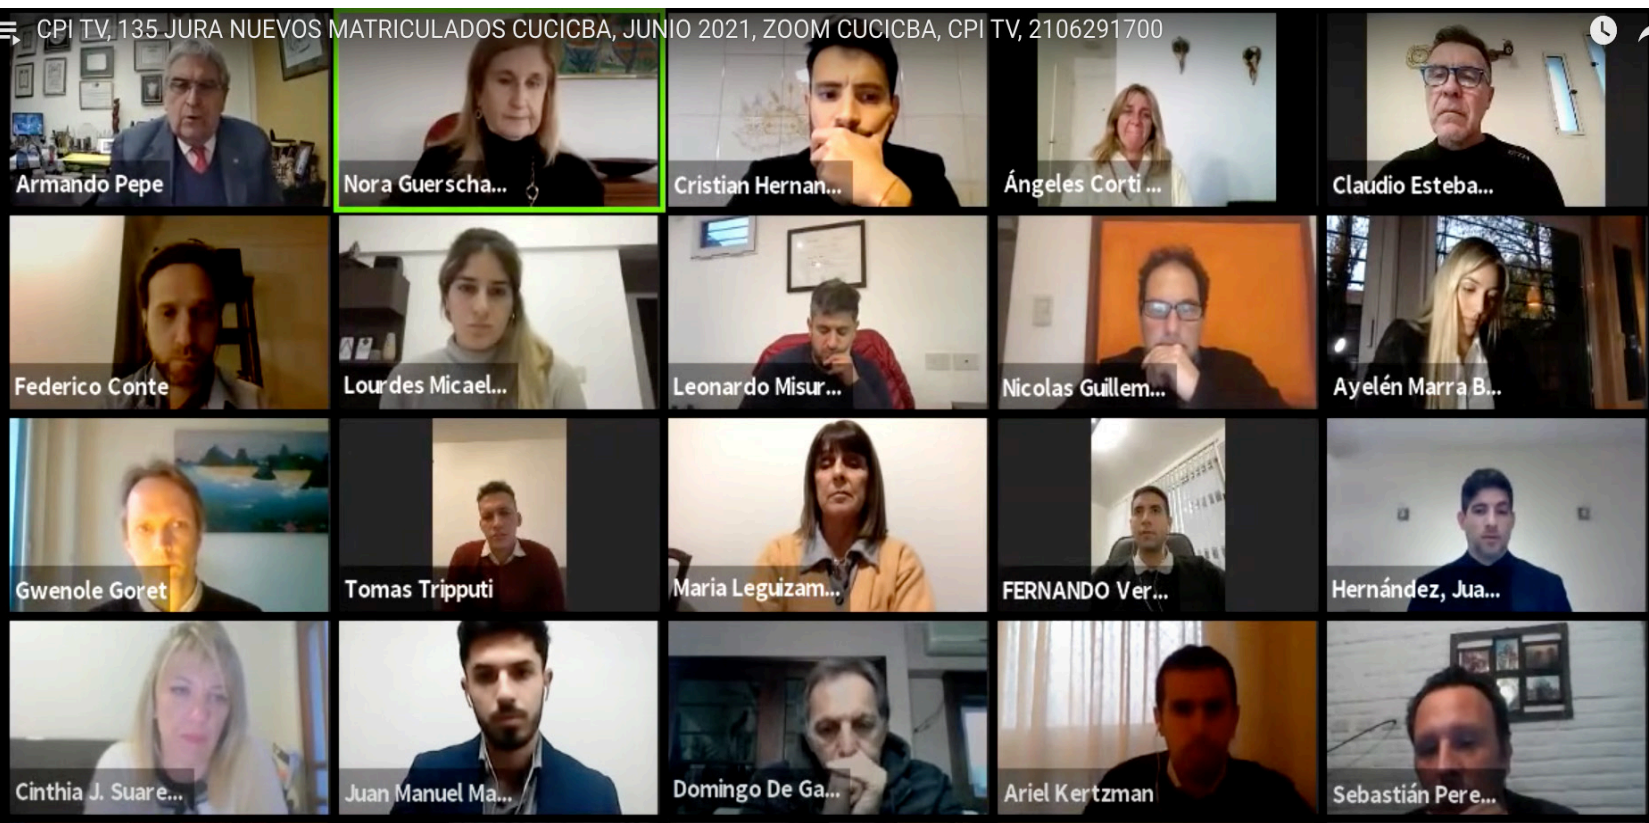 CPI TV, 135 JURA NUEVOS MATRICULADOS CUCICBA, JUNIO 2021, ZOOM CUCICBA, CPI TV, 2106291700
Armando Pepe
Nora Guerscha...
Cristian Hernan...
Ángeles Corti ...
Claudio Esteba...
Federico Conte
Lourdes Micael...
Leonardo Misur...
Nicolas Guillem...
Ayelén Marra B...
Gwenole Goret
Tomas Tripputi
Maria Leguizam...
FERNANDO Ver...
Hernández, Jua...
Cinthia J. Suare...
Juan Manuel Ma...
Domingo De Ga...
Ariel Kertzman
Sebastián Pere...